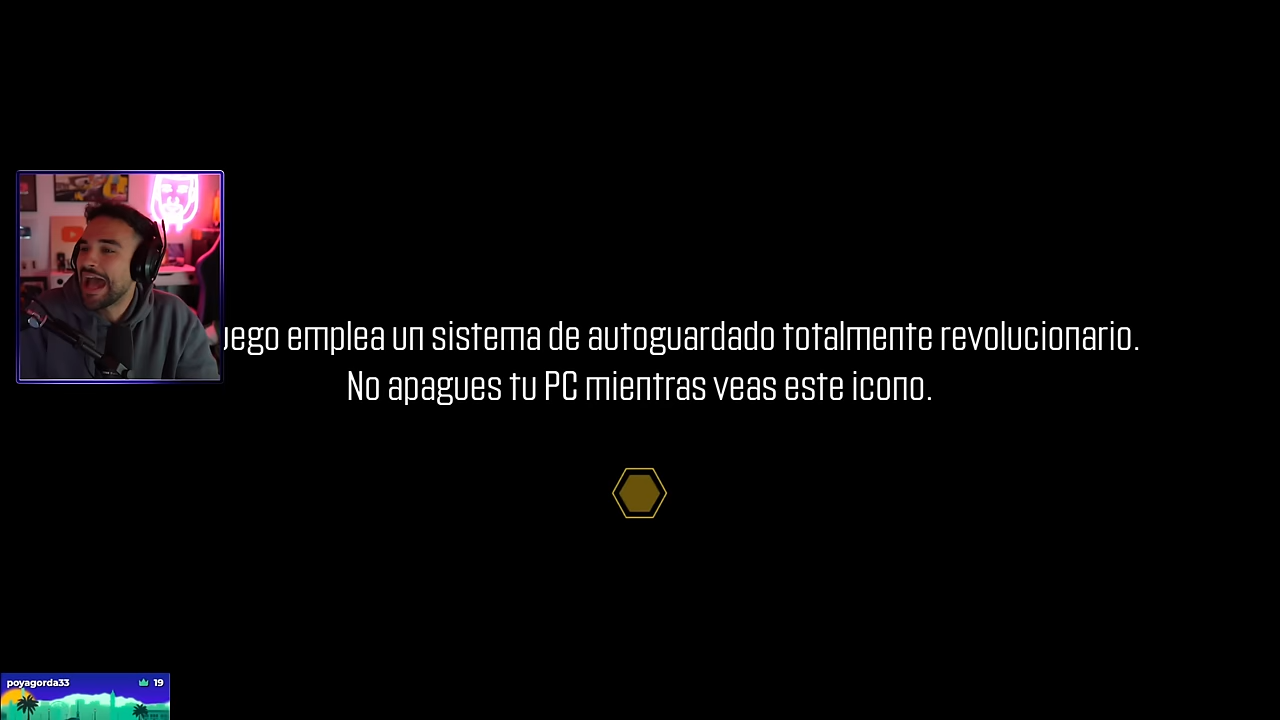 uego emplea un sistema de autoguardado totalmente revolucionario.
No apagues tu PC mientras veas este icono.
poyagorda33 19